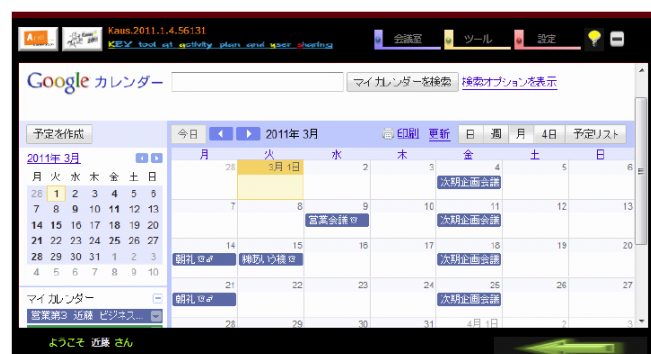 Kaus.2011.1.4.56131
KEY tool at activity plan and user sharing
会議室 ツール 設定
Google カレンダー マイカレンダーを検索 検索オプションを表示
予定を作成 今日 2011年 3月 印刷 更新 日 週 月 4日 予定リスト
2011年 3月
月 火 水 木 金 土 日
28 1 2 3 4 5 6
7 8 9 10 11 12 13
14 15 16 17 18 19 20
21 22 23 24 25 26 27
28 29 30 31 1 2 3
4 5 6 7 8 9 10
マイカレンダー
営業第3 近藤 ビジネス...
月 火 水 木 金 土 日
28 3月 1日 2 3 4 5 6
次期企画会議
7 8 9 10 11 12 13
営業会議 次期企画会議
14 15 16 17 18 19 20
朝礼 次期企画会議
21 22 23 24 25 26 27
朝礼 次期企画会議
28 29 30 31 4月 1日 2 3
ようこそ 近藤 さん